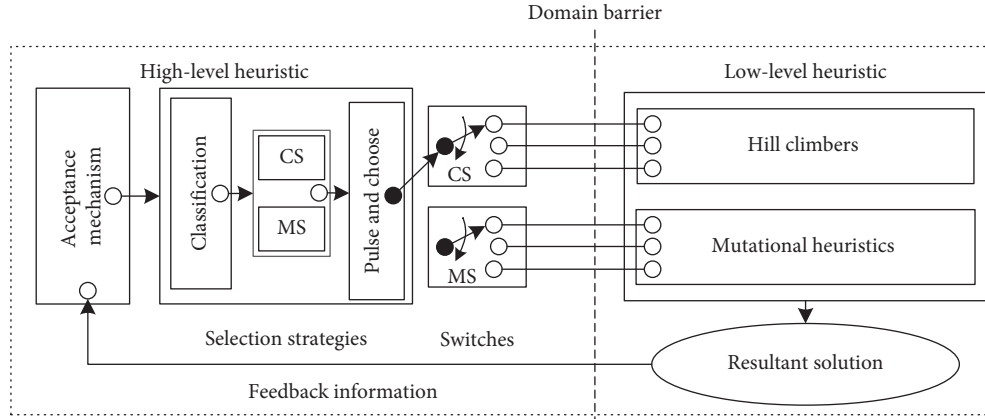 Domain barrier
High-level heuristic
Low-level heuristic
Acceptance
mechanism
Classification
CS
MS
Pulse and choose
CS
MS
Hill climbers
Mutational heuristics
Selection strategies
Switches
Resultant solution
Feedback information